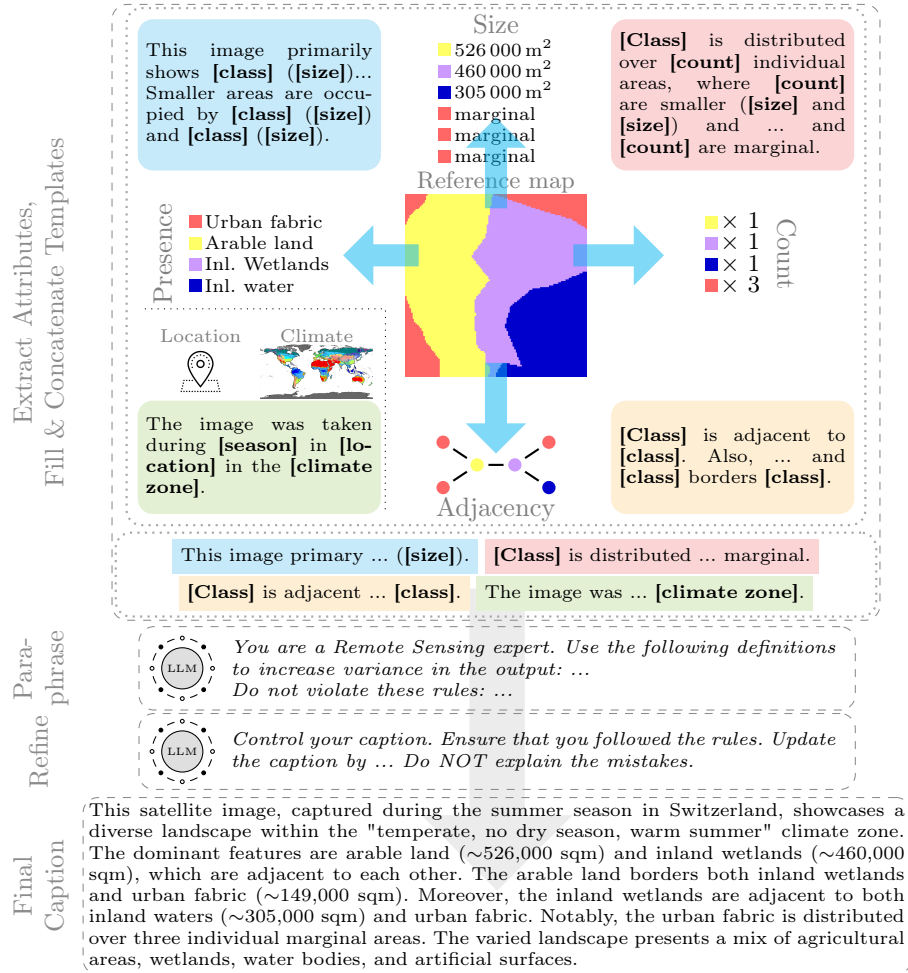 Extract Attributes,
Fill & Concatenate Templates
This image primarily
shows [class] ([size])...
Smaller areas are occu-
pied by [class] ([size])
and [class] ([size]).
Size
526 000 m²
460 000 m²
305 000 m²
marginal
marginal
marginal
[Class] is distributed
over [count] individual
areas, where [count]
are smaller ([size] and
[size]) and ... and
[count] are marginal.
Reference map
Presence
Urban fabric
Arable land
Inl. Wetlands
Inl. water
× 1
× 1
× 1
× 3
Count
Location
Climate
The image was taken
during [season] in [lo-
cation] in the [climate
zone].
Adjacency
[Class] is adjacent to
[class]. Also, ... and
[class] borders [class].
This image primary ... ([size]).
[Class] is distributed ... marginal.
[Class] is adjacent ... [class].
The image was ... [climate zone].
Para-
phrase
LLM
You are a Remote Sensing expert. Use the following definitions
to increase variance in the output: ...
Do not violate these rules: ...
Refine
LLM
Control your caption. Ensure that you followed the rules. Update
the caption by ... Do NOT explain the mistakes.
Final
Caption
This satellite image, captured during the summer season in Switzerland, showcases a
diverse landscape within the "temperate, no dry season, warm summer" climate zone.
The dominant features are arable land (~526,000 sqm) and inland wetlands (~460,000
sqm), which are adjacent to each other. The arable land borders both inland wetlands
and urban fabric (~149,000 sqm). Moreover, the inland wetlands are adjacent to both
inland waters (~305,000 sqm) and urban fabric. Notably, the urban fabric is distributed
over three individual marginal areas. The varied landscape presents a mix of agricultural
areas, wetlands, water bodies, and artificial surfaces.